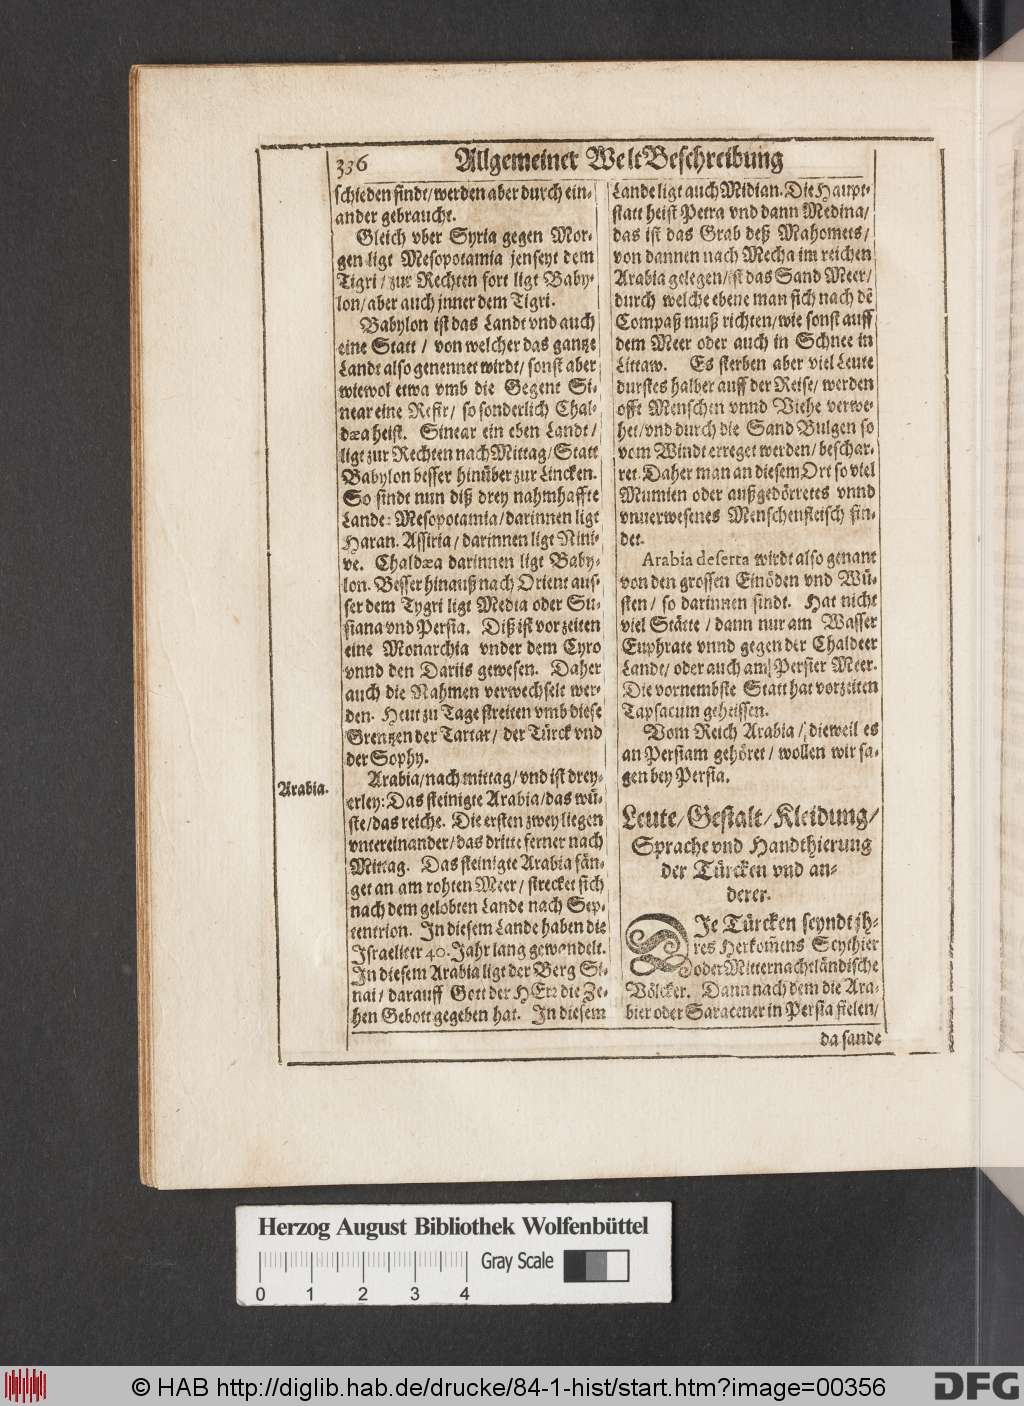 336 Allgemeiner WeltBeschreibung
schieden sindt/werden aber durch ein-
ander gebraucht.
Gleich vber Syria gegen Mor-
gen ligt Mesopotamia jenseyt dem
Tigri/zur Rechten fort ligt Baby-
lon/aber auch jnner dem Tigri.
Babylon ist das Landt vnd auch
eine Statt / von welcher das gantze
Landt also genennet wirdt/sonst aber
wiewol etwa vmb die Gegent Si-
near eine Refir/ so sonderlich Chal-
dæa heist. Sinear ein eben Landt/
ligt zur Rechten nach Mittag/Statt
Babylon besser hinüber zur Lincken.
So sindt nun diß drey nahmhaffte
Lande: Mesopotamia/darinnen ligt
Haran. Assiria/darinnen ligt Nini-
ve. Chaldæa darinnen ligt Baby-
lon. Besser hinauß nach Orient aus-
ser dem Tygri ligt Media oder Su-
siana vnd Persia. Diß ist vor zeiten
eine Monarchia vnder dem Cyro
vnnd den Dariis gewesen. Daher
auch die Nahmen verwechselt wer-
den. Heut zu Tage streiten vmb diese
Grentzen der Tartar/ der Türck vnd
der Sophy.
Arabia.
Arabia/nach mittag/vnd ist drey-
erley: Das steinigte Arabia/das wü-
ste/das reiche. Die ersten zwey liegen
vntereinander/das dritte ferner nach
Mittag. Das steinigte Arabia fän-
get an am rohten Meer/ strecket sich
nach dem gelobten Lande nach Sep-
tentrion. In diesem Lande haben die
Israeliter 40. Jahr lang gewandelt.
In diesem Arabia ligt der Berg Si-
nai/ darauff Gott der HErr die Ze-
hen Gebott gegeben hat. In diesem
Lande ligt auch Midian. Die Haupt-
statt heist Petra vnd dann Medina/
das ist das Grab deß Mahomets/
von dannen nach Mecha im reichen
Arabia gelegen/ist das Sand Meer/
durch welche ebene man sich nach dē
Compaß muß richten/wie sonst auff
dem Meer oder auch in Schnee in
Littaw. Es sterben aber viel Leute
durstes halber auff der Reise/ werden
offt Menschen vnnd Viehe verwe-
het/vnd durch die Sand Bulgen so
vom Windt erreget werden/beschar-
ret. Daher man an diesem Ort so viel
Mumien oder außgedörretes vnnd
vnuerwesenes Menschenfleisch fin-
det.
Arabia deserta wirdt also genant
von den grossen Einöden vnd Wü-
sten/ so darinnen sindt. Hat nicht
viel Stätte / dann nur am Wasser
Euphrate vnnd gegen der Chaldeer
Landt/ oder auch am Persier Meer.
Die vornembste Statt hat vorzeiten
Tapsacum geheissen.
Vom Reich Arabia/ dieweil es
an Persiam gehöret/ wollen wir sa-
gen bey Persia.
Leute/Gestalt/Kleidung/
Sprache vnd Handthierung
der Türcken vnd an-
derer.
DIe Türcken seyndt jh-
res Herkom̃ens Scythier
oder Mitternachtländische
Völcker. Dann nach dem die Ara-
bier oder Saracener in Persia fielen/
da sande
Herzog August Bibliothek Wolfenbüttel
Gray Scale
0 1 2 3 4
© HAB http://diglib.hab.de/drucke/84-1-hist/start.htm?image=00356
DFG